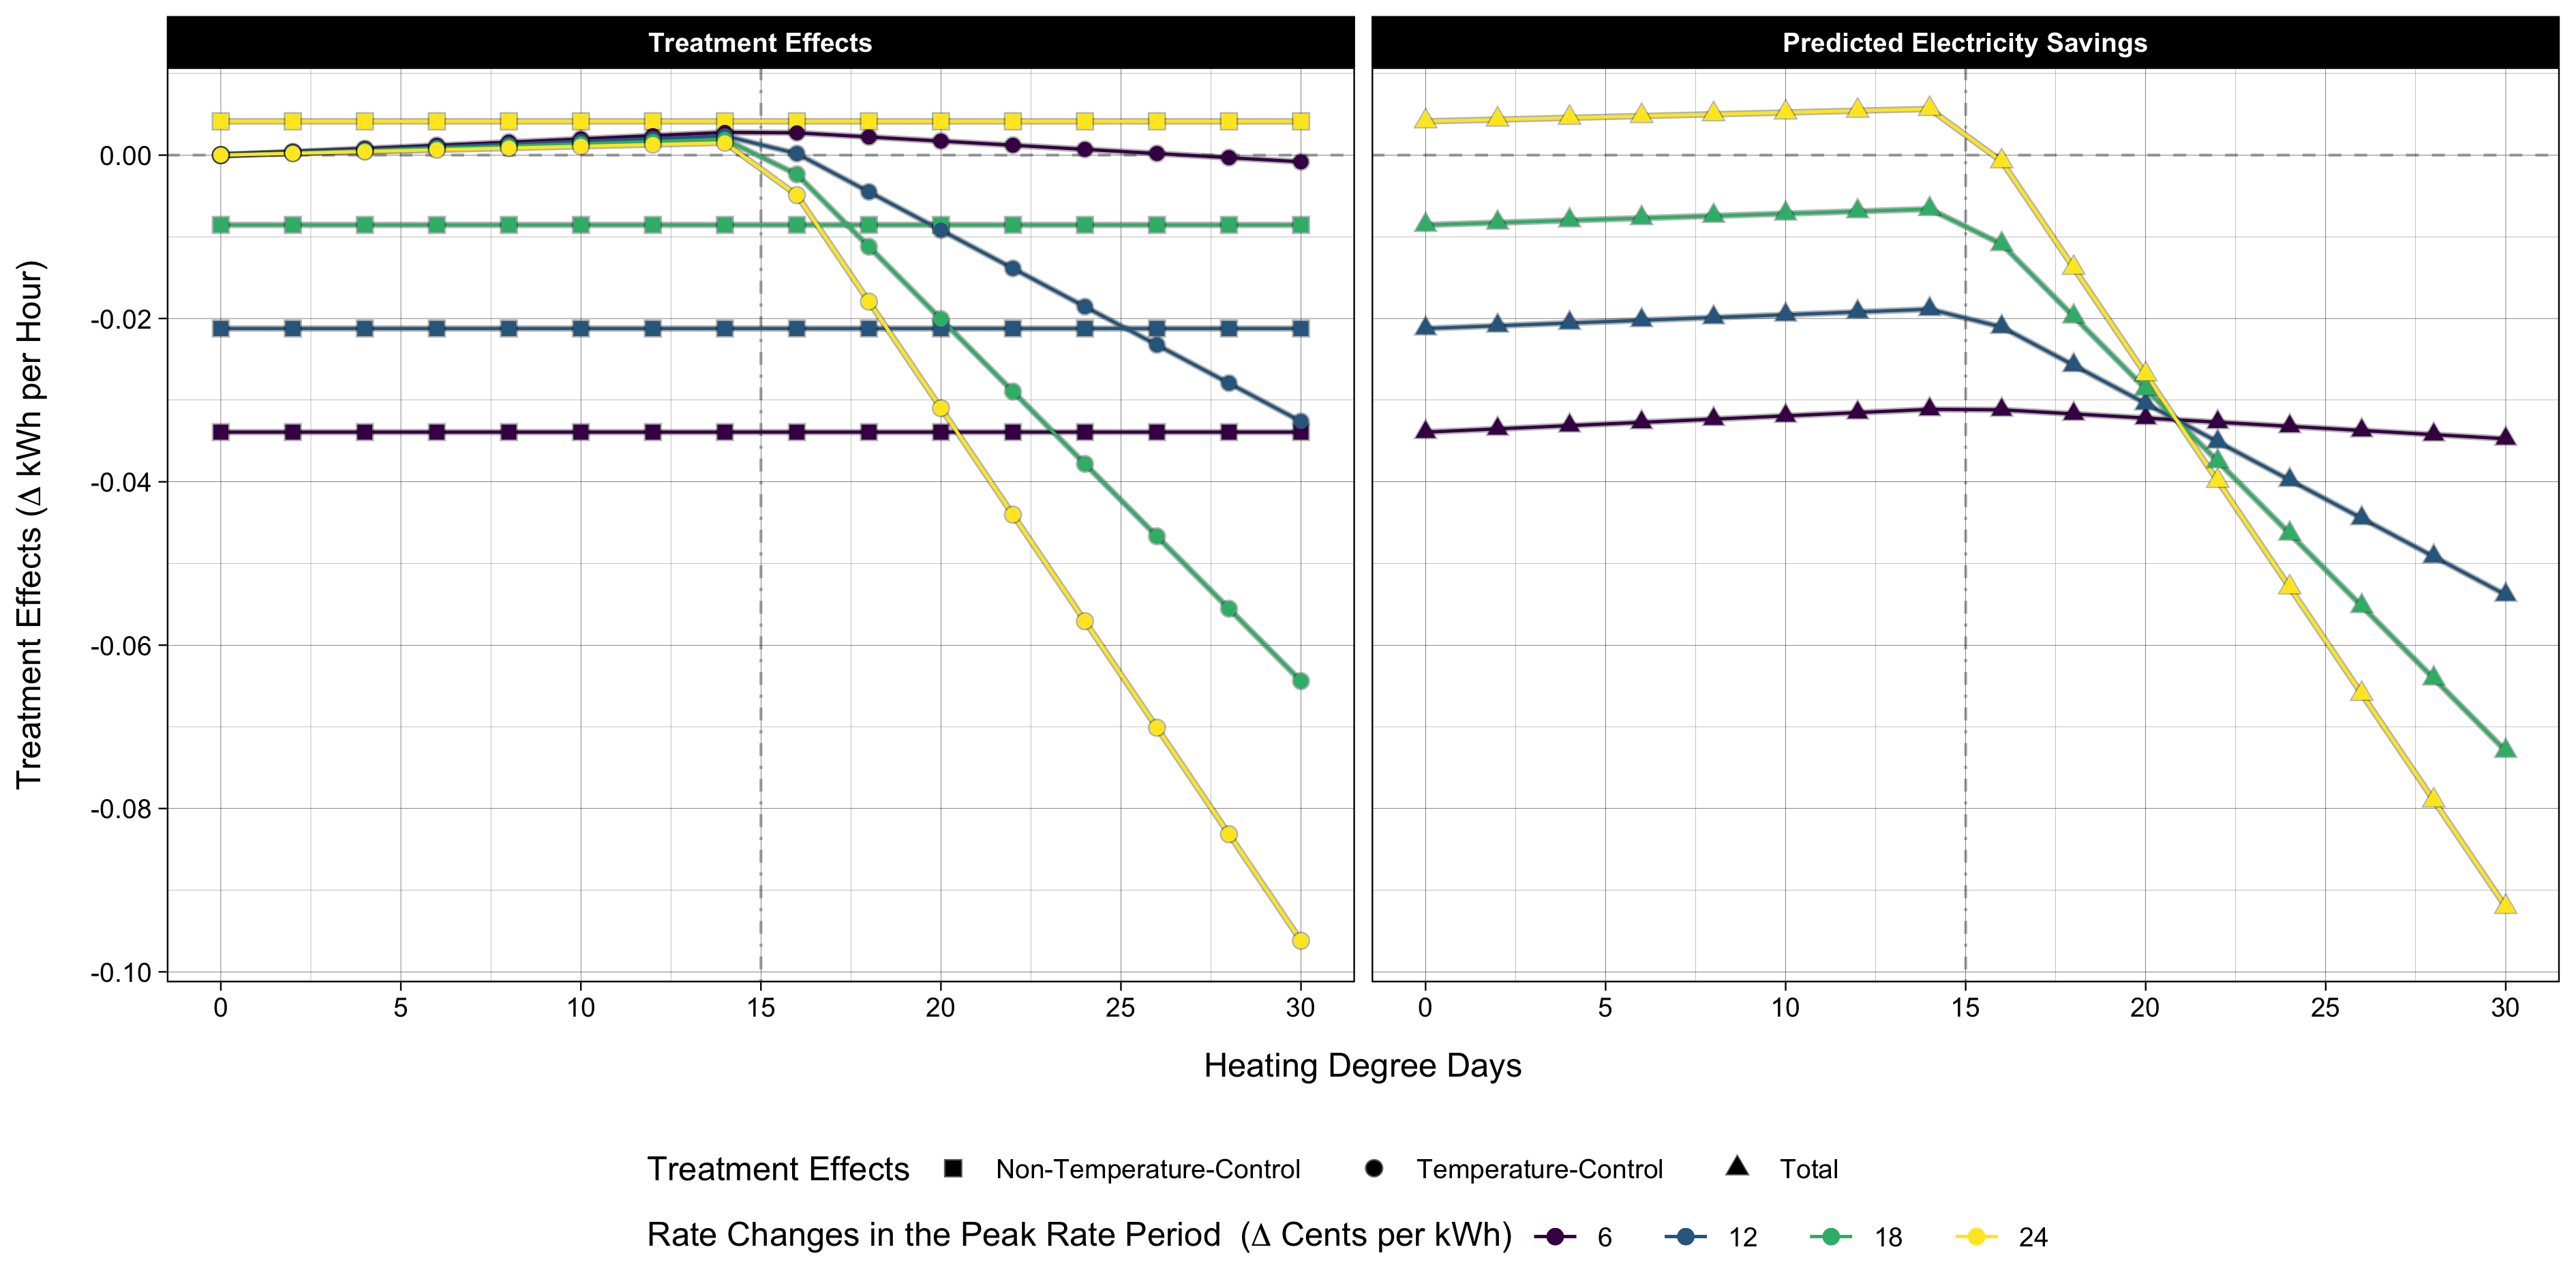 Treatment Effects
Predicted Electricity Savings
Treatment Effects (Δ kWh per Hour)
0.00
-0.02
-0.04
-0.06
-0.08
-0.10
0 5 10 15 20 25 30
0 5 10 15 20 25 30
Heating Degree Days
Treatment Effects Non-Temperature-Control Temperature-Control Total
Rate Changes in the Peak Rate Period (Δ Cents per kWh) 6 12 18 24